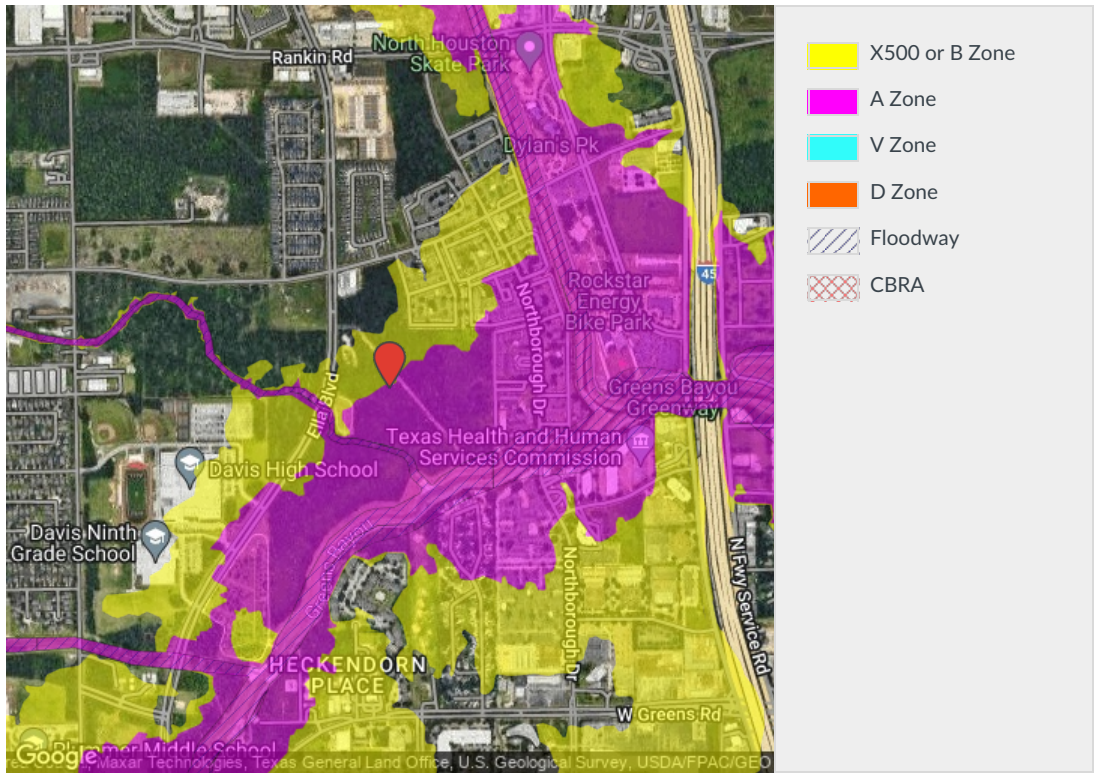 Rankin Rd
North Houston
Skate Park
Dylan's Pk
45
Rockstar
Energy
Bike Park
Northborough Dr
Greens Bayou
Greenway
Ella Blvd
Texas Health and Human
Services Commission
Davis High School
Davis Ninth
Grade School
Greens Bayou
Northborough Dr
N Fwy Service Rd
HECKENDORN
PLACE
W Greens Rd
Plummer Middle School
Google
Maxar Technologies, Texas General Land Office, U.S. Geological Survey, USDA/FPAC/GEO
X500 or B Zone
A Zone
V Zone
D Zone
Floodway
CBRA